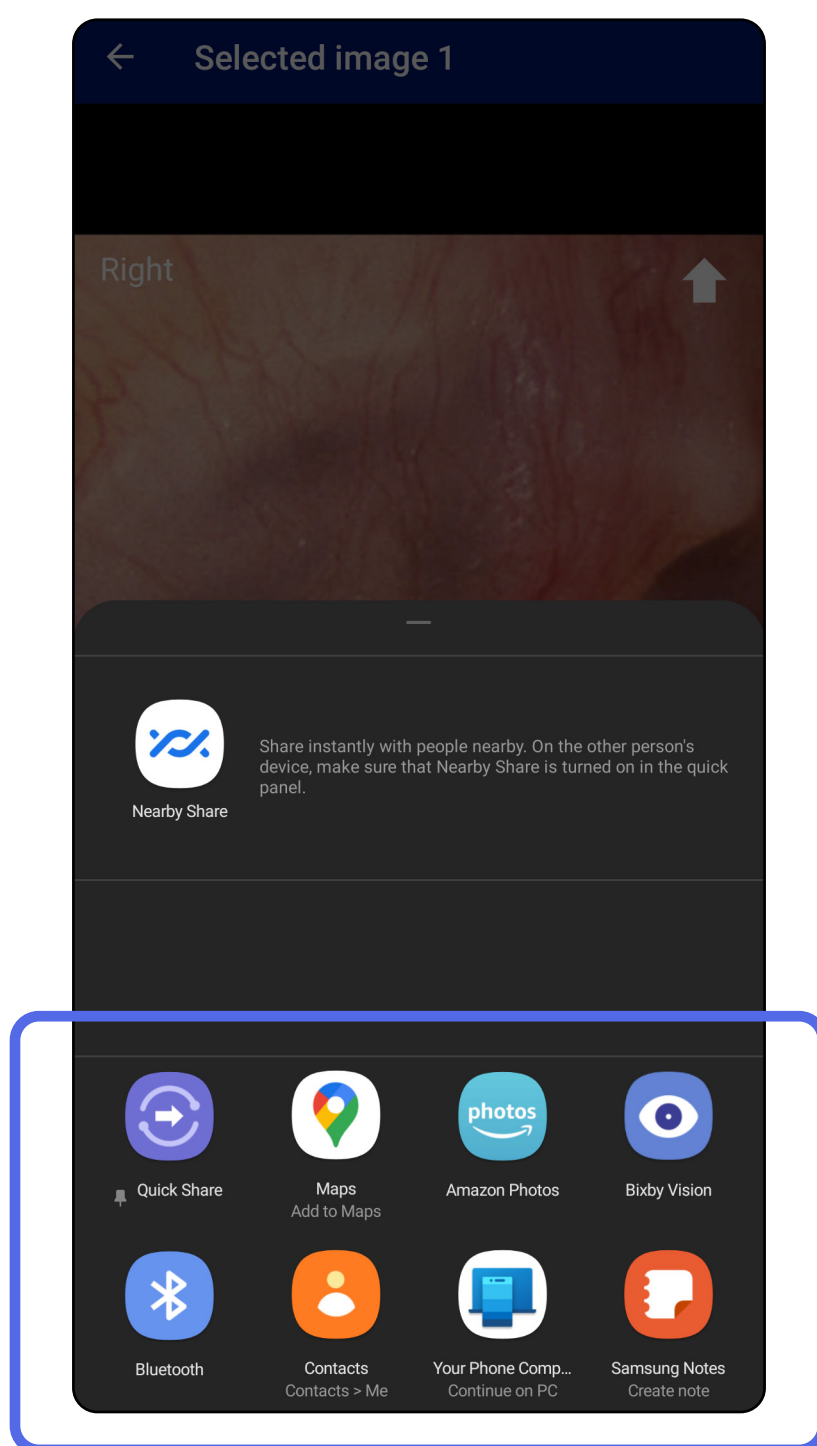 Selected image 1
Right
Share instantly with people nearby. On the other person's
device, make sure that Nearby Share is turned on in the quick
panel.
Nearby Share
photos
Quick Share
Maps
Add to Maps
Amazon Photos
Bixby Vision
Bluetooth
Contacts
Contacts > Me
Your Phone Comp...
Continue on PC
Samsung Notes
Create note